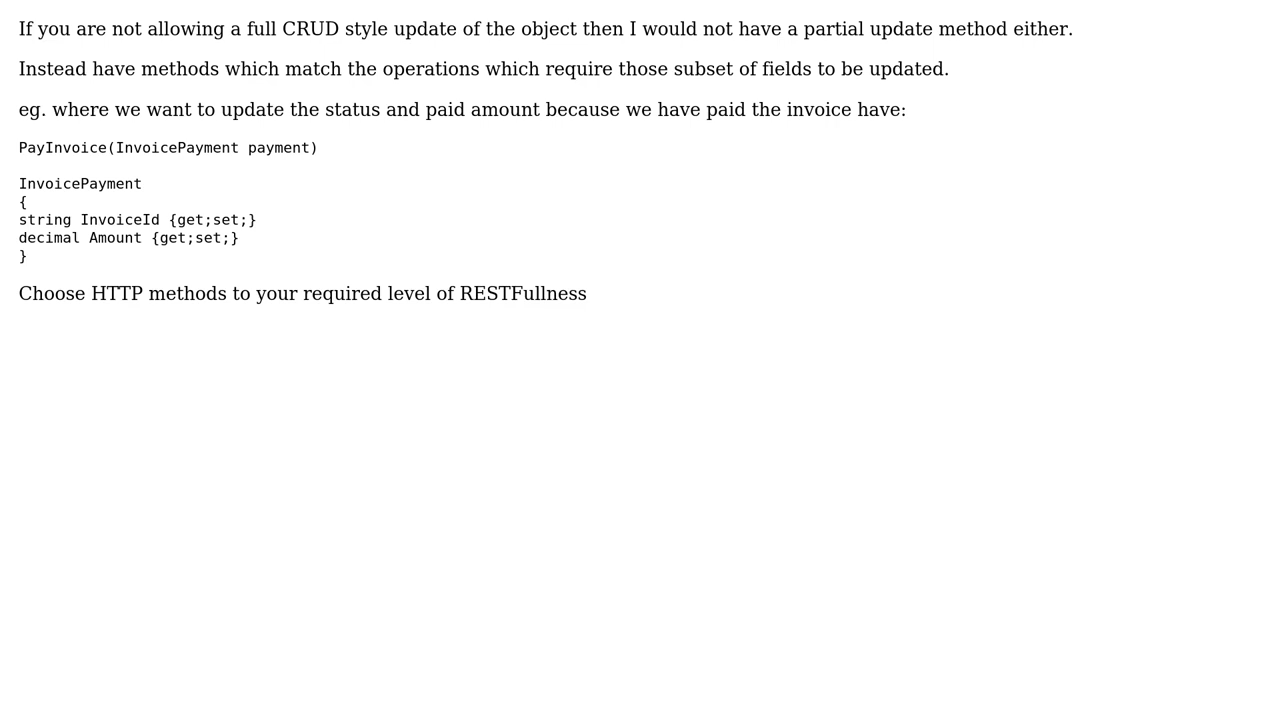 If you are not allowing a full CRUD style update of the object then I would not have a partial update method either.
Instead have methods which match the operations which require those subset of fields to be updated.
eg. where we want to update the status and paid amount because we have paid the invoice have:
PayInvoice(InvoicePayment payment)
InvoicePayment
{
string InvoiceId {get;set;}
decimal Amount {get;set;}
}
Choose HTTP methods to your required level of RESTFullness